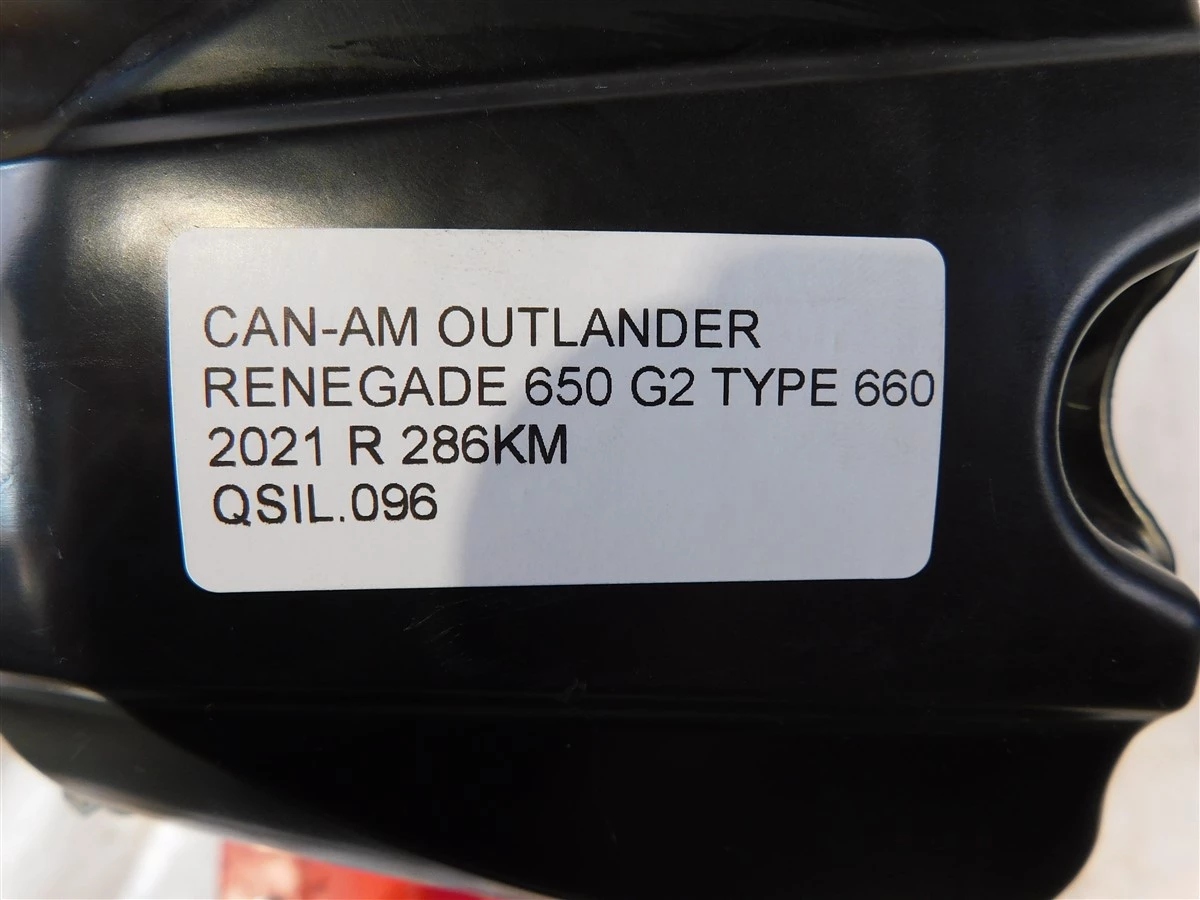 CAN-AM OUTLANDER
RENEGADE 650 G2 TYPE 660
2021 R 286KM
QSIL.096